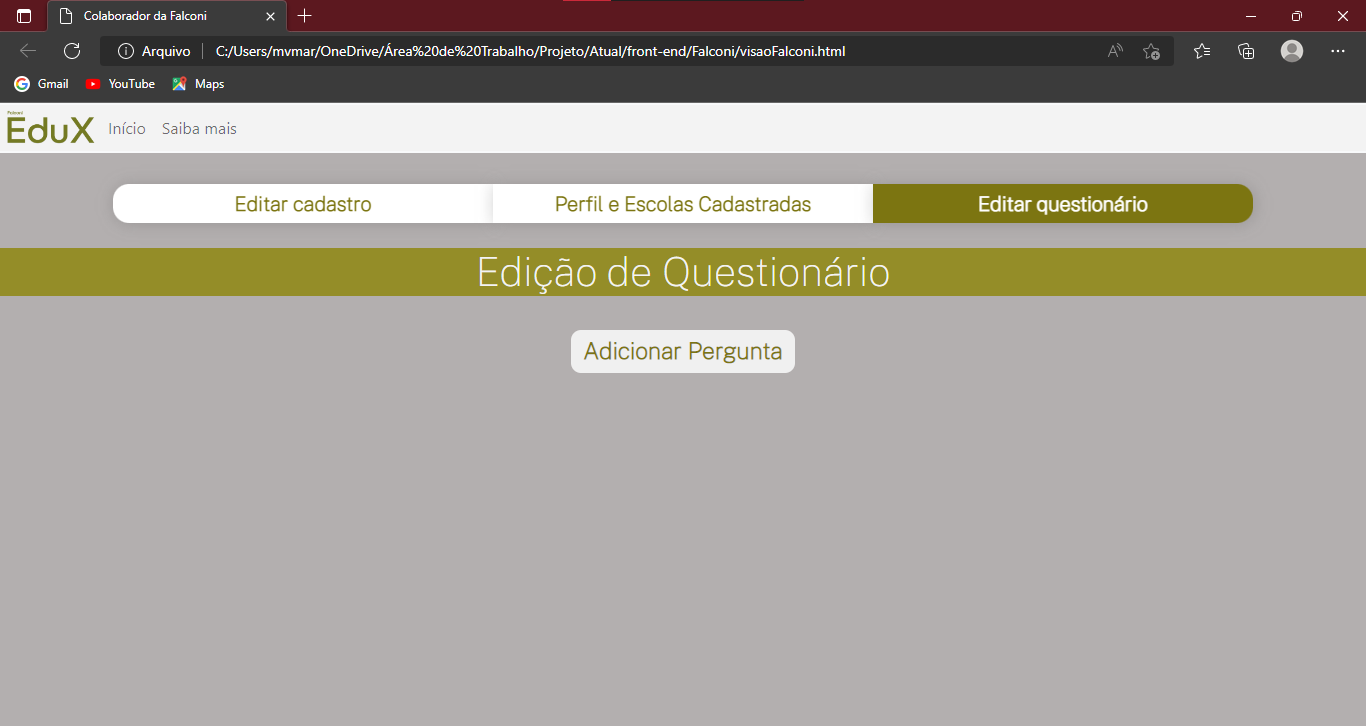 Colaborador da Falconi
Arquivo
C:/Users/mvmar/OneDrive/Área%20de%20Trabalho/Projeto/Atual/front-end/Falconi/visaoFalconi.html
Gmail YouTube Maps
Falconi
EduX Início Saiba mais
Editar cadastro Perfil e Escolas Cadastradas Editar questionário
Edição de Questionário
Adicionar Pergunta